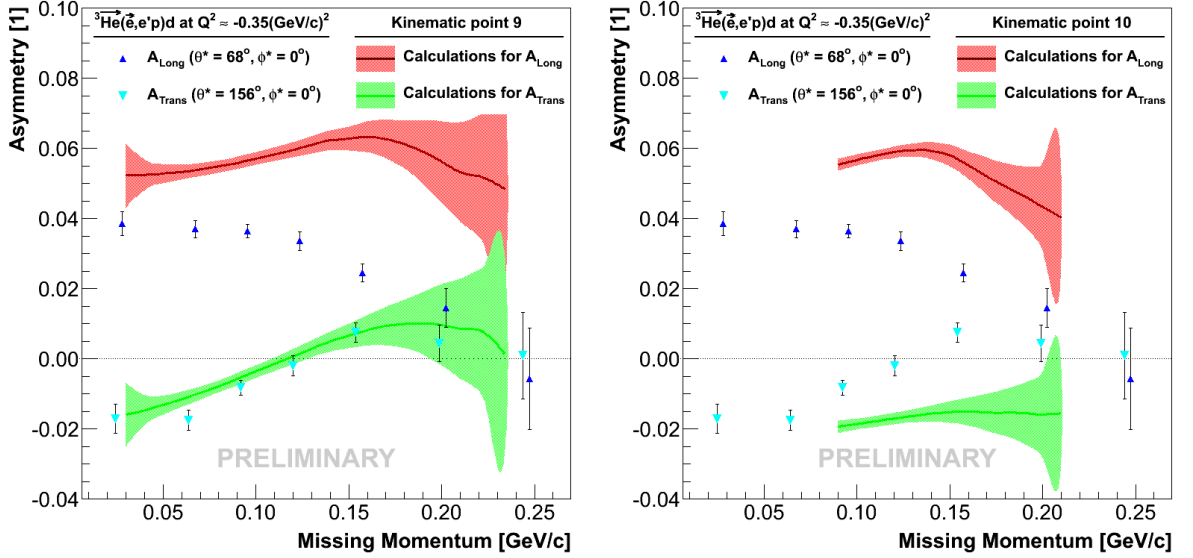 ³He(e,e'p)d at Q² ≈ -0.35(GeV/c)² Kinematic point 9
A_Long (θ* = 68°, ϕ* = 0°) Calculations for A_Long
A_Trans (θ* = 156°, ϕ* = 0°) Calculations for A_Trans
Asymmetry [1]
0.10
0.08
0.06
0.04
0.02
0.00
-0.02
-0.04
PRELIMINARY
0.05 0.10 0.15 0.20 0.25
Missing Momentum [GeV/c]
³He(e,e'p)d at Q² ≈ -0.35(GeV/c)² Kinematic point 10
A_Long (θ* = 68°, ϕ* = 0°) Calculations for A_Long
A_Trans (θ* = 156°, ϕ* = 0°) Calculations for A_Trans
Asymmetry [1]
0.10
0.08
0.06
0.04
0.02
0.00
-0.02
-0.04
PRELIMINARY
0.05 0.10 0.15 0.20 0.25
Missing Momentum [GeV/c]